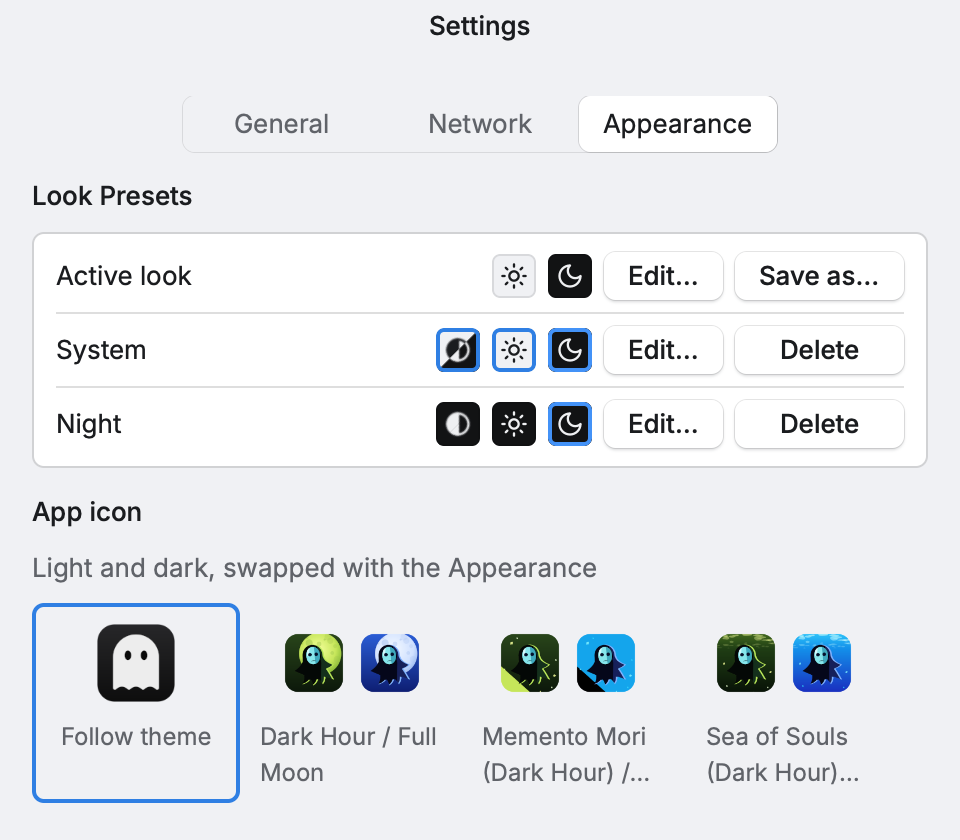 Settings
General Network Appearance
Look Presets
Active look Edit... Save as...
System Edit... Delete
Night Edit... Delete
App icon
Light and dark, swapped with the Appearance
Follow theme
Dark Hour / Full
Moon
Memento Mori
(Dark Hour) /...
Sea of Souls
(Dark Hour)...